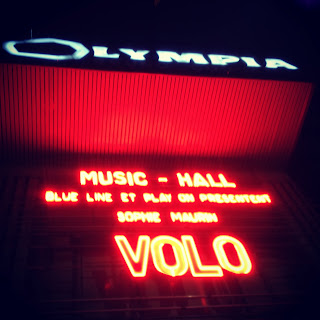 OLYMPIA
MUSIC - HALL
BLUE LINE ET PLAY ON PRESENTENT
SOPHIE MAURIN
VOLO